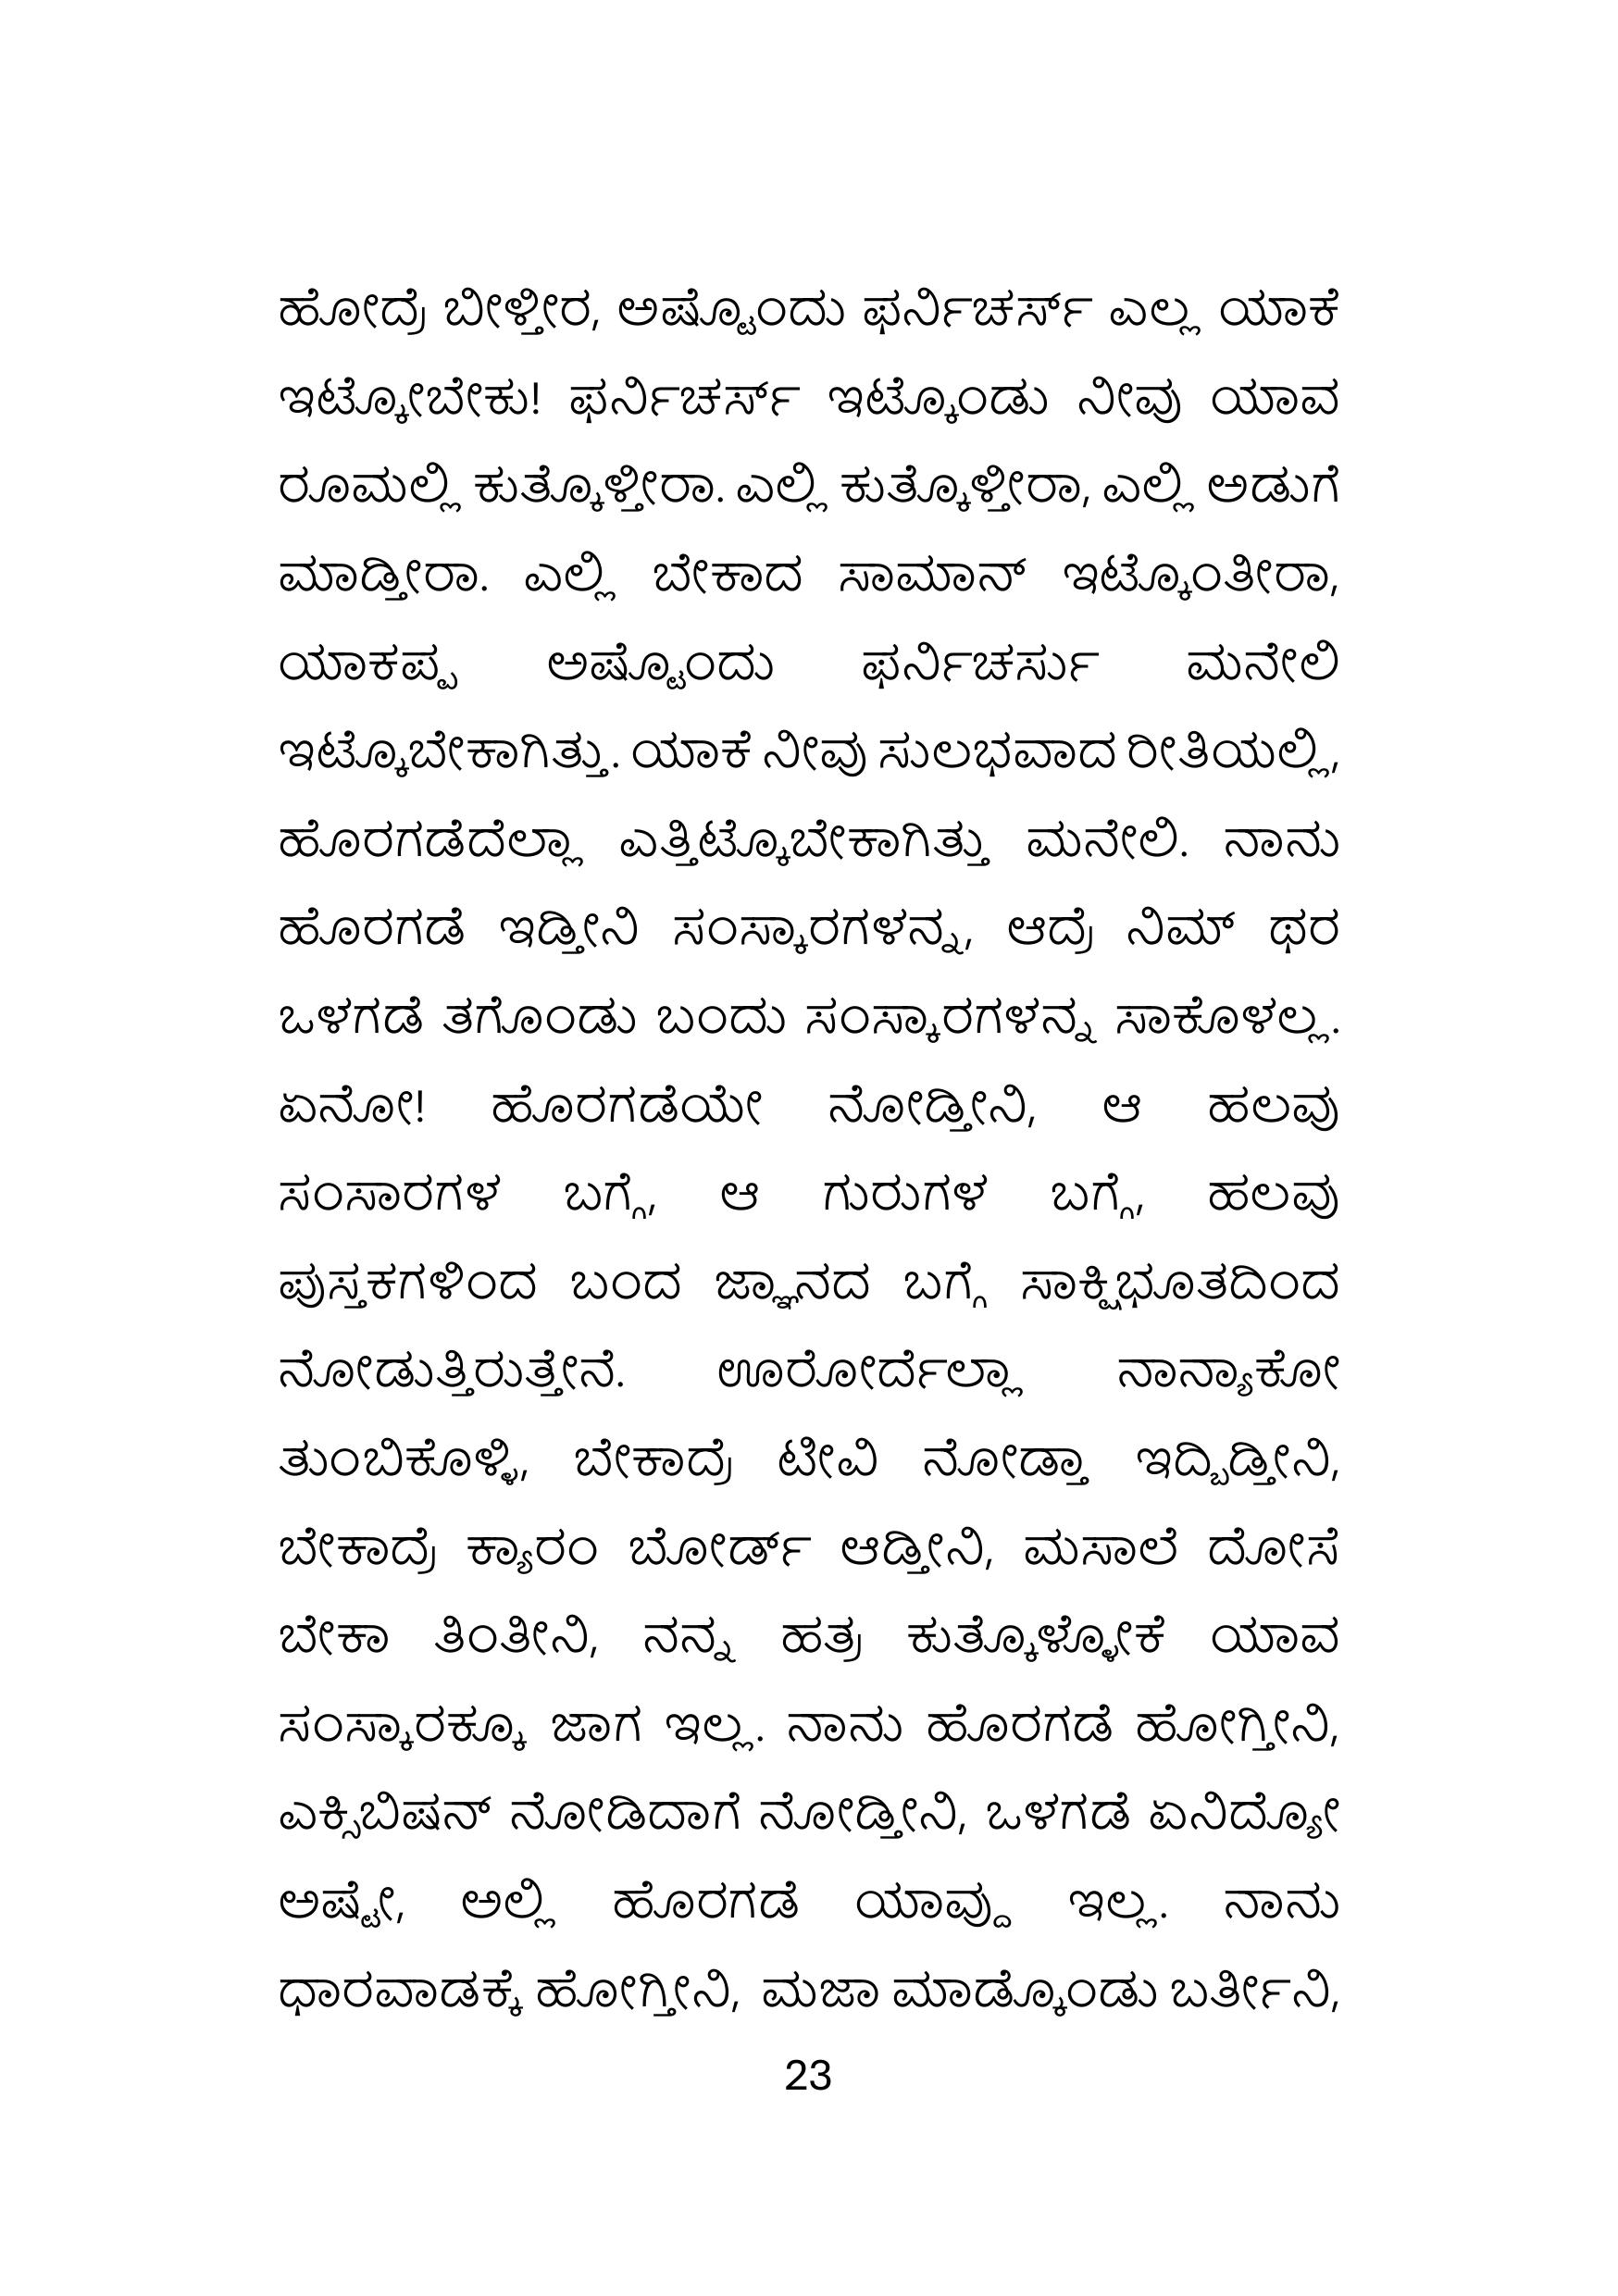 ಹೋದ್ರೆ ಬೀಳ್ತೀರ, ಅಷ್ಟೊಂದು ಫರ್ನಿಚರ್ಸ್ ಎಲ್ಲ ಯಾಕೆ
ಇಟ್ಕೋಬೇಕು! ಫರ್ನಿಚರ್ಸ್ ಇಟ್ಕೊಂಡು ನೀವು ಯಾವ
ರೂಮಲ್ಲಿ ಕುತ್ಕೊಳ್ತೀರಾ. ಎಲ್ಲಿ ಕುತ್ಕೊಳ್ತೀರಾ, ಎಲ್ಲಿ ಅಡುಗೆ
ಮಾಡ್ತೀರಾ. ಎಲ್ಲಿ ಬೇಕಾದ ಸಾಮಾನ್ ಇಟ್ಕೊಂತೀರಾ,
ಯಾಕಪ್ಪ ಅಷ್ಟೊಂದು ಫರ್ನಿಚರ್ಸು ಮನೇಲಿ
ಇಟ್ಕೊಬೇಕಾಗಿತ್ತು. ಯಾಕೆ ನೀವು ಸುಲಭವಾದ ರೀತಿಯಲ್ಲಿ,
ಹೊರಗಡೆದೆಲ್ಲಾ ಎತ್ತಿಟ್ಕೊಬೇಕಾಗಿತ್ತು ಮನೇಲಿ. ನಾನು
ಹೊರಗಡೆ ಇಡ್ತೀನಿ ಸಂಸ್ಕಾರಗಳನ್ನ, ಆದ್ರೆ ನಿಮ್ ಥರ
ಒಳಗಡೆ ತಗೊಂಡು ಬಂದು ಸಂಸ್ಕಾರಗಳನ್ನ ಸಾಕೊಳಲ್ಲ.
ಏನೋ! ಹೊರಗಡೆಯೇ ನೋಡ್ತೀನಿ, ಆ ಹಲವು
ಸಂಸಾರಗಳ ಬಗ್ಗೆ, ಆ ಗುರುಗಳ ಬಗ್ಗೆ, ಹಲವು
ಪುಸ್ತಕಗಳಿಂದ ಬಂದ ಜ್ಞಾನದ ಬಗ್ಗೆ ಸಾಕ್ಷಿಭೂತದಿಂದ
ನೋಡುತ್ತಿರುತ್ತೇನೆ. ಊರೋರ್ದೆಲ್ಲಾ ನಾನ್ಯಾಕೋ
ತುಂಬಿಕೊಳ್ಳಿ, ಬೇಕಾದ್ರೆ ಟೀವಿ ನೋಡ್ತಾ ಇದ್ಬಿಡ್ತೀನಿ,
ಬೇಕಾದ್ರೆ ಕ್ಯಾರಂ ಬೋರ್ಡ್ ಆಡ್ತೀನಿ, ಮಸಾಲೆ ದೋಸೆ
ಬೇಕಾ ತಿಂತೀನಿ, ನನ್ನ ಹತ್ರ ಕುತ್ಕೊಳ್ಳೋಕೆ ಯಾವ
ಸಂಸ್ಕಾರಕ್ಕೂ ಜಾಗ ಇಲ್ಲ. ನಾನು ಹೊರಗಡೆ ಹೋಗ್ತೀನಿ,
ಎಕ್ಸಿಬಿಷನ್ ನೋಡಿದಾಗೆ ನೋಡ್ತೀನಿ, ಒಳಗಡೆ ಏನಿದ್ಯೋ
ಅಷ್ಟೇ, ಅಲ್ಲಿ ಹೊರಗಡೆ ಯಾವ್ದು ಇಲ್ಲ. ನಾನು
ಧಾರವಾಡಕ್ಕೆ ಹೋಗ್ತೀನಿ, ಮಜಾ ಮಾಡ್ಕೊಂಡು ಬರ್ತೀನಿ,
23